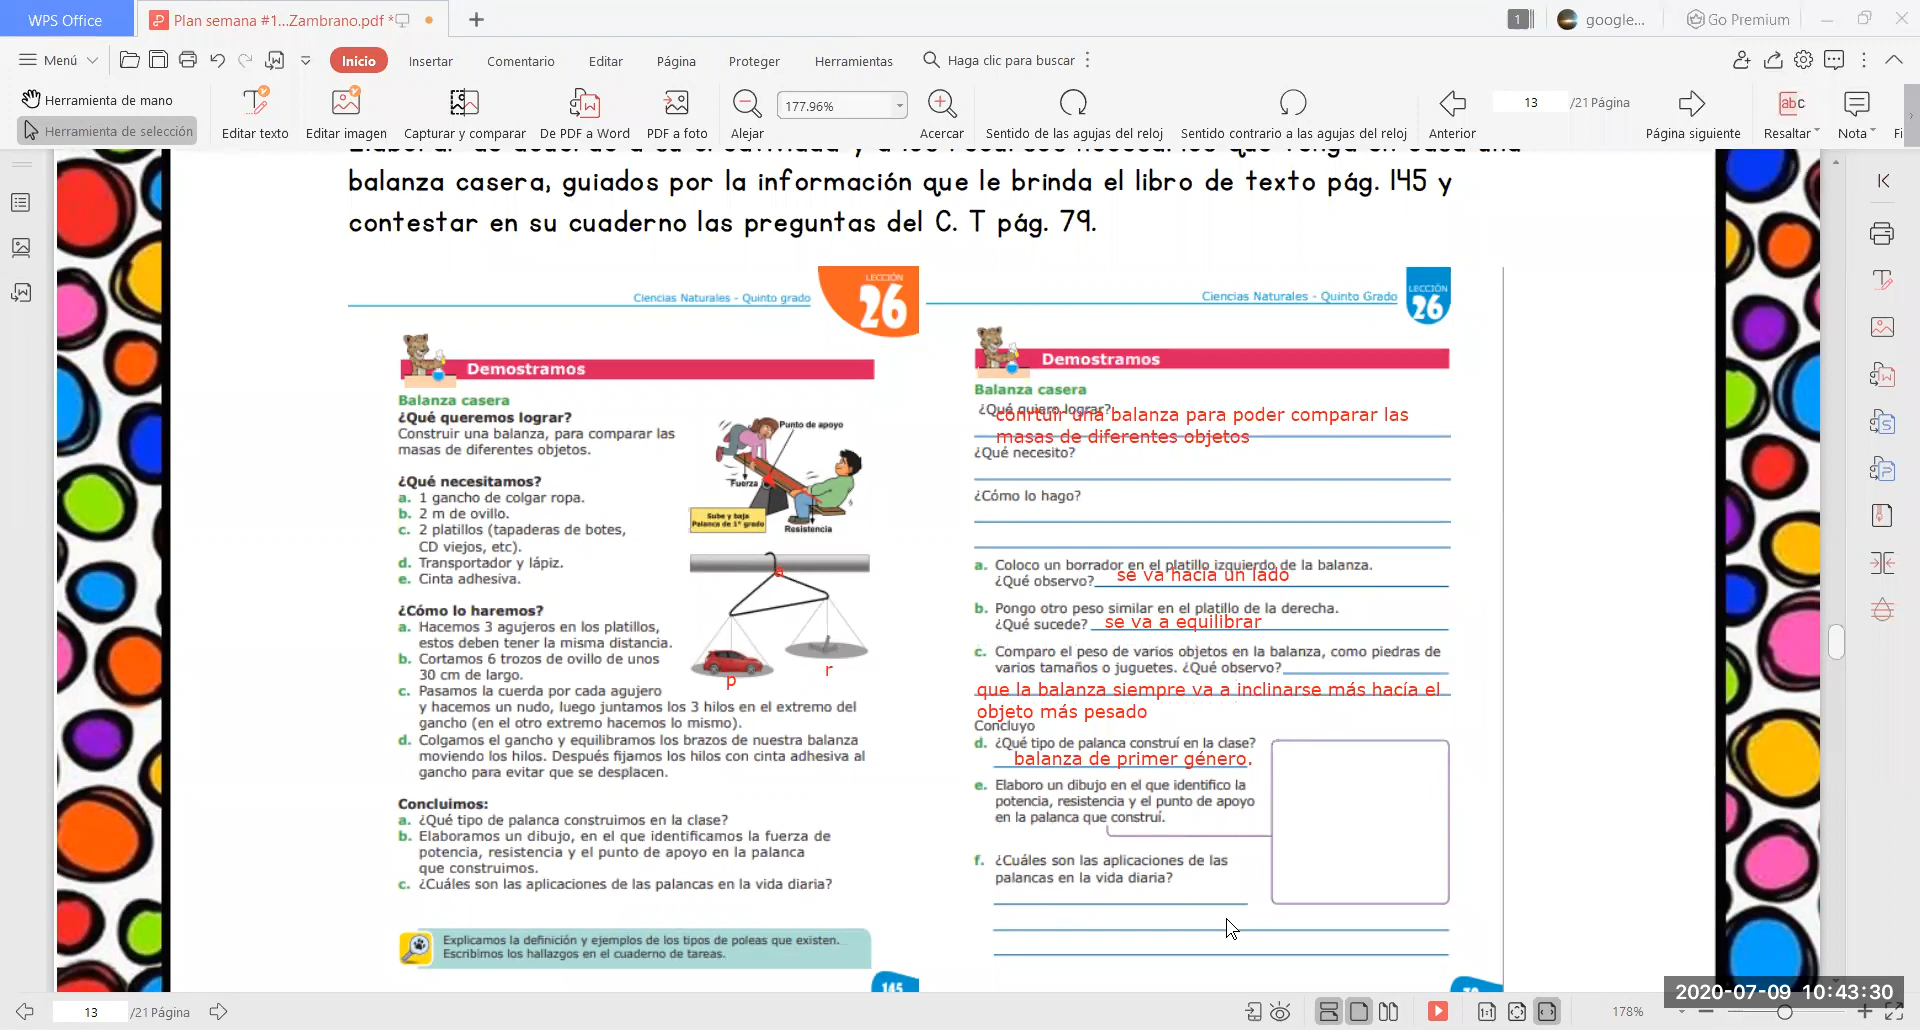 WPS Office
Plan semana #1...Zambrano.pdf *
1
google...
Go Premium
Menú
Inicio
Insertar
Comentario
Editar
Página
Proteger
Herramientas
Haga clic para buscar
Herramienta de mano
Herramienta de selección
Editar texto
Editar imagen
Capturar y comparar
De PDF a Word
PDF a foto
Alejar
177.96%
Acercar
Sentido de las agujas del reloj
Sentido contrario a las agujas del reloj
Anterior
13
/21 Página
Página siguiente
Resaltar
Nota
Fi
balanza casera, guiados por la información que le brinda el libro de texto pág. 145 y
contestar en su cuaderno las preguntas del C. T pág. 79.
Ciencias Naturales - Quinto grado
LECCIÓN
26
Demostramos
Balanza casera
¿Qué queremos lograr?
Construir una balanza, para comparar las
masas de diferentes objetos.
¿Qué necesitamos?
a. 1 gancho de colgar ropa.
b. 2 m de ovillo.
c. 2 platillos (tapaderas de botes,
CD viejos, etc).
d. Transportador y lápiz.
e. Cinta adhesiva.
Punto de apoyo
Fuerza
Sube y baja
Palanca de 1° grado
Resistencia
a
p
r
¿Cómo lo haremos?
a. Hacemos 3 agujeros en los platillos,
estos deben tener la misma distancia.
b. Cortamos 6 trozos de ovillo de unos
30 cm de largo.
c. Pasamos la cuerda por cada agujero
y hacemos un nudo, luego juntamos los 3 hilos en el extremo del
gancho (en el otro extremo hacemos lo mismo).
d. Colgamos el gancho y equilibramos los brazos de nuestra balanza
moviendo los hilos. Después fijamos los hilos con cinta adhesiva al
gancho para evitar que se desplacen.
Concluimos:
a. ¿Qué tipo de palanca construimos en la clase?
b. Elaboramos un dibujo, en el que identificamos la fuerza de
potencia, resistencia y el punto de apoyo en la palanca
que construimos.
c. ¿Cuáles son las aplicaciones de las palancas en la vida diaria?
Explicamos la definición y ejemplos de los tipos de poleas que existen.
Escribimos los hallazgos en el cuaderno de tareas.
145
Ciencias Naturales - Quinto Grado
LECCIÓN
26
Demostramos
Balanza casera
¿Qué quiero lograr?
conrtuir una balanza para poder comparar las
masas de diferentes objetos
¿Qué necesito?
¿Cómo lo hago?
a. Coloco un borrador en el platillo izquierdo de la balanza.
¿Qué observo? se va hacia un lado
b. Pongo otro peso similar en el platillo de la derecha.
¿Qué sucede? se va a equilibrar
c. Comparo el peso de varios objetos en la balanza, como piedras de
varios tamaños o juguetes. ¿Qué observo?
que la balanza siempre va a inclinarse más hacía el
objeto más pesado
Concluyo
d. ¿Qué tipo de palanca construí en la clase?
balanza de primer género.
e. Elaboro un dibujo en el que identifico la
potencia, resistencia y el punto de apoyo
en la palanca que construí.
f. ¿Cuáles son las aplicaciones de las
palancas en la vida diaria?
2020-07-09 10:43:30
13
/21 Página
178%